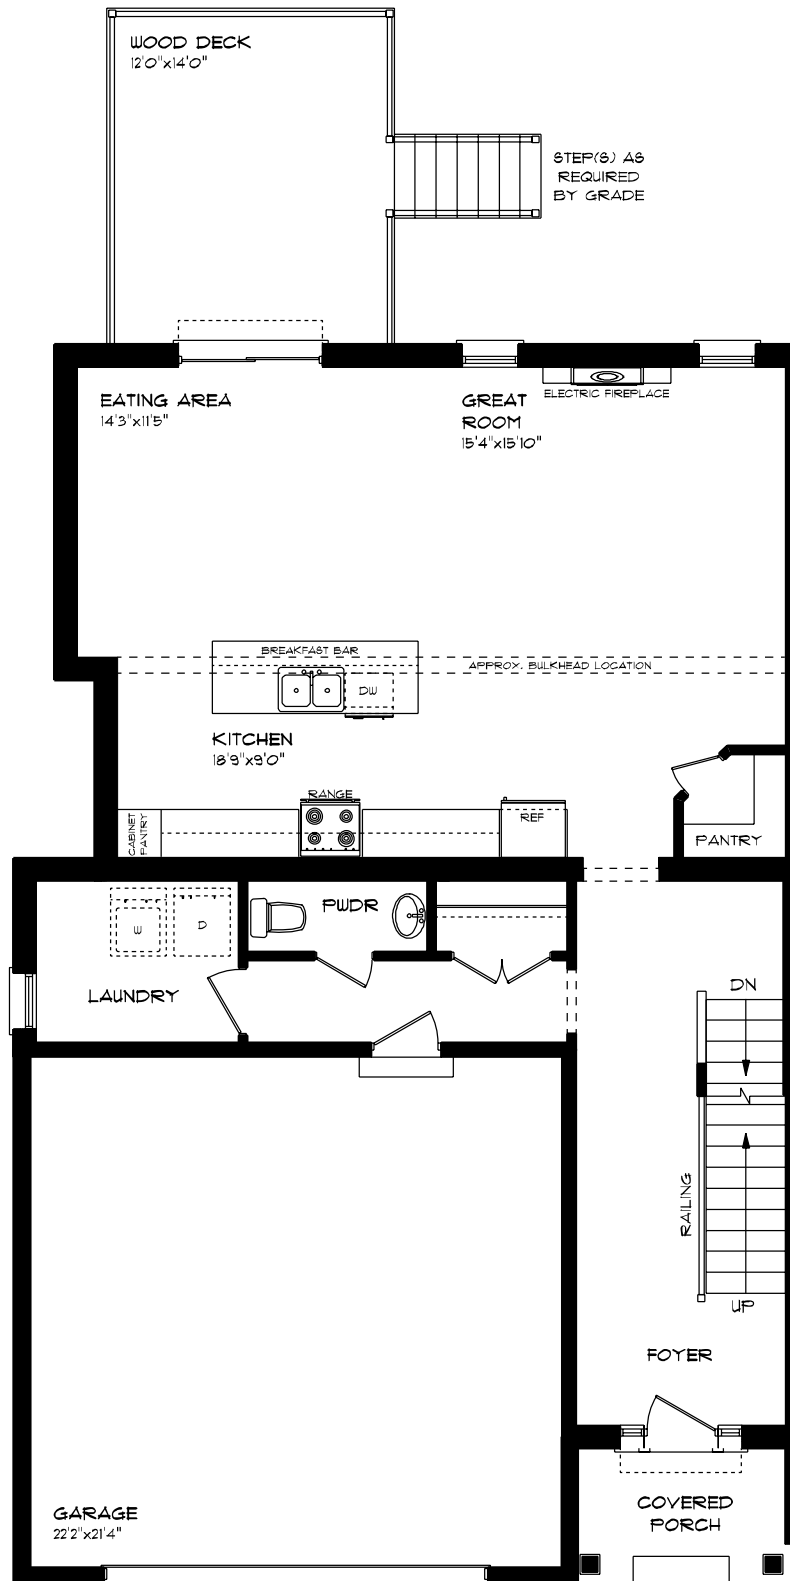 WOOD DECK
12'0"x14'0"
STEP(S) AS
REQUIRED
BY GRADE
EATING AREA
14'3"x11'5"
GREAT
ROOM
15'4"x15'10"
ELECTRIC FIREPLACE
BREAKFAST BAR
APPROX. BULKHEAD LOCATION
DW
KITCHEN
18'9"x9'0"
RANGE
CABINET
PANTRY
REF
PANTRY
W
D
PWDR
LAUNDRY
DN
RAILING
UP
FOYER
GARAGE
22'2"x21'4"
COVERED
PORCH